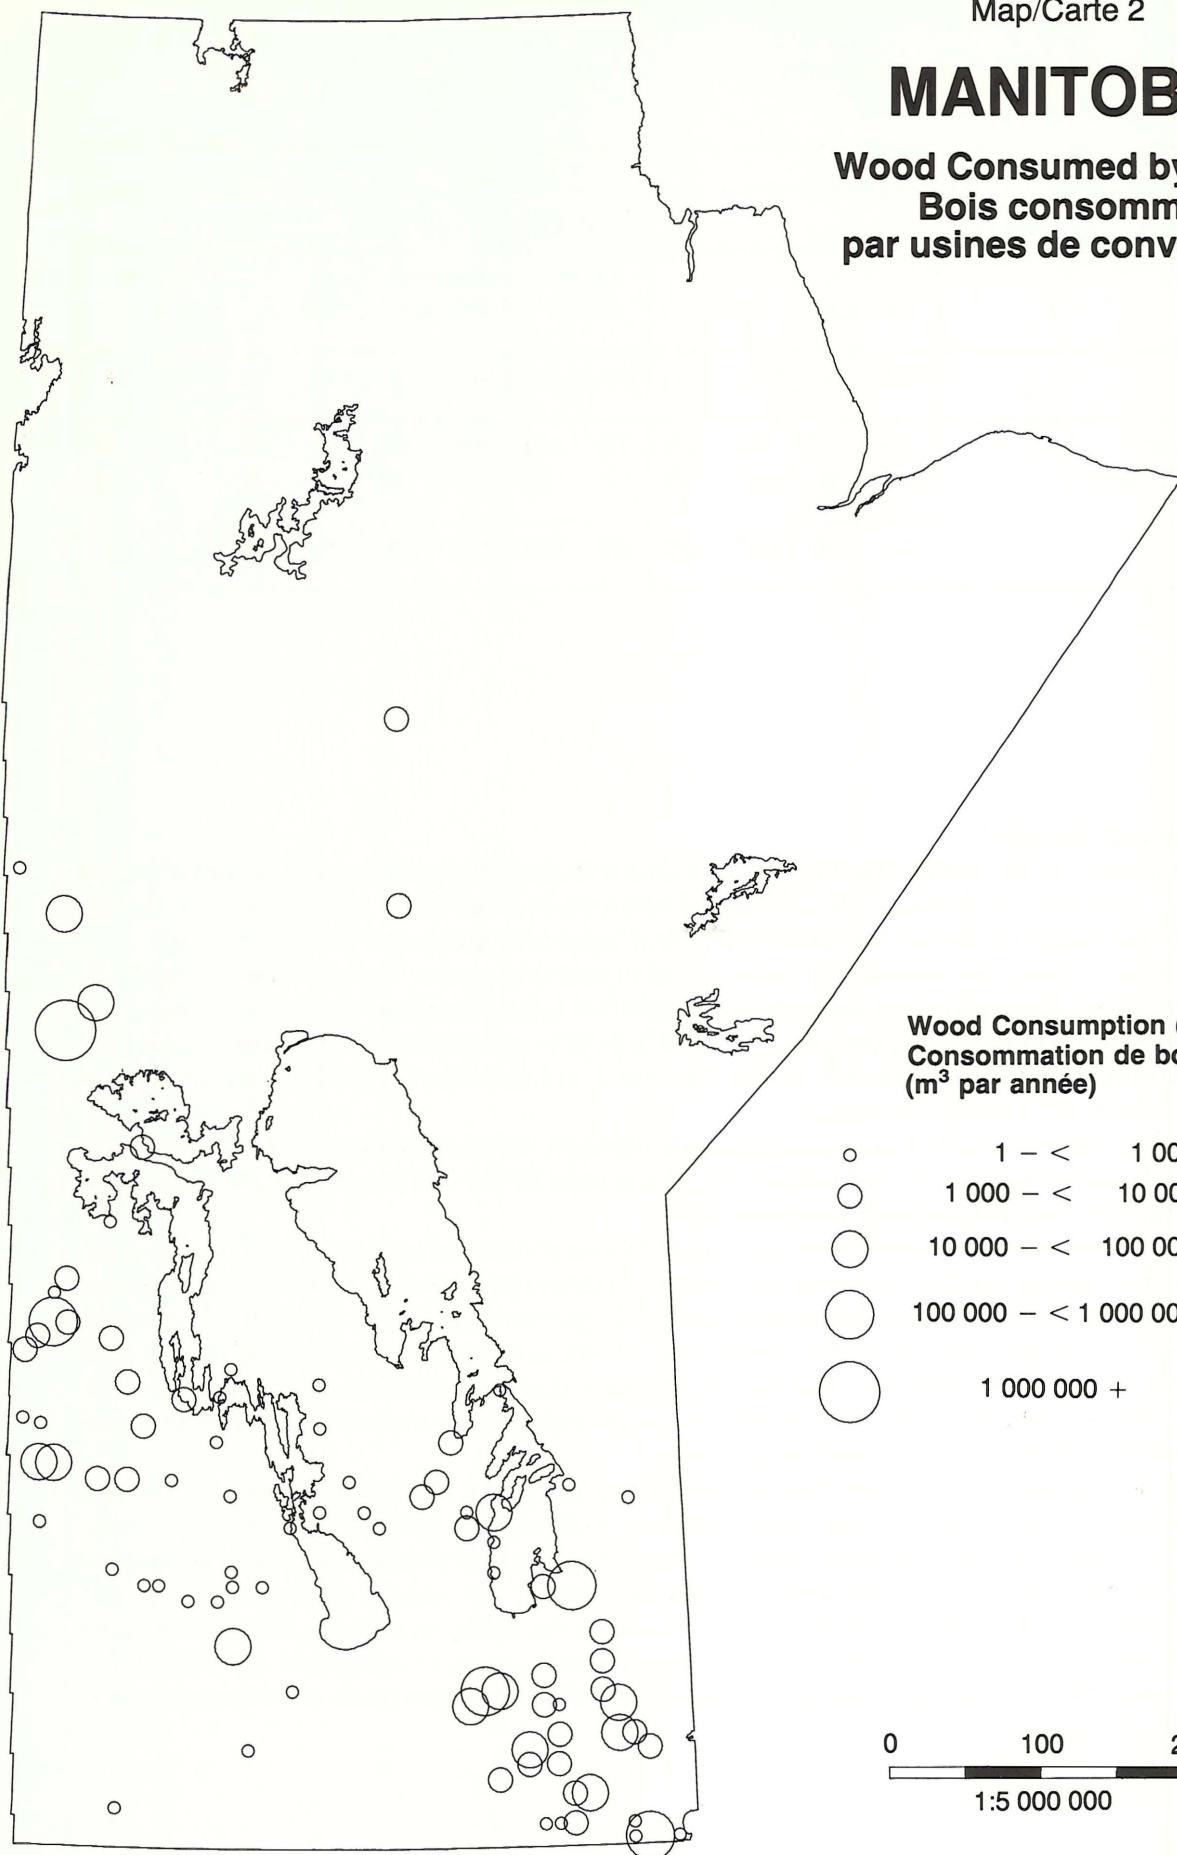 Map/Carte 2
MANITOB
Wood Consumed by
Bois consomm
par usines de conv
Wood Consumption (
Consommation de bo
(m³ par année)
1 – < 1 00
1 000 – < 10 00
10 000 – < 100 00
100 000 – < 1 000 00
1 000 000 +
0 100 2
1:5 000 000